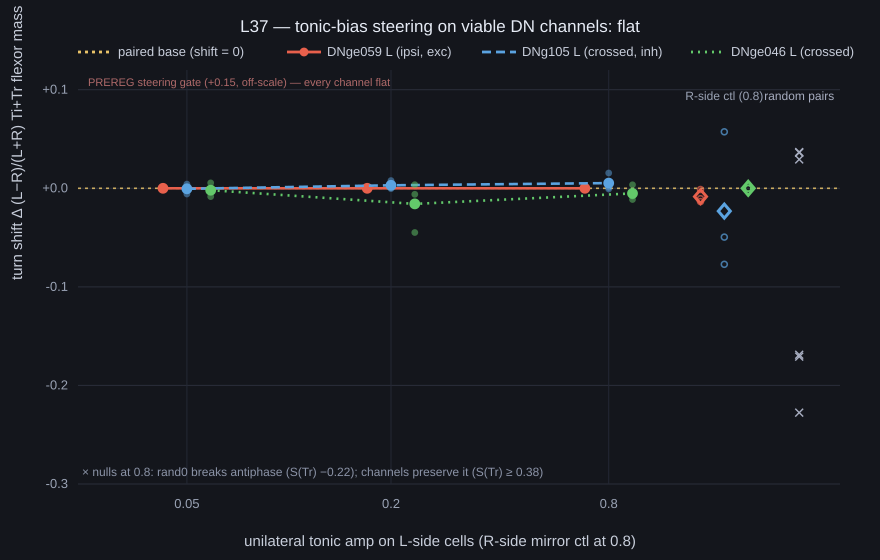 L37 — tonic-bias steering on viable DN channels: flat
paired base (shift = 0)
DNge059 L (ipsi, exc)
DNg105 L (crossed, inh)
DNge046 L (crossed)
turn shift Δ (L−R)/(L+R) Ti+Tr flexor mass
PREREG steering gate (+0.15, off-scale) — every channel flat
R-side ctl (0.8)
random pairs
+0.1
+0.0
-0.1
-0.2
-0.3
× nulls at 0.8: rand0 breaks antiphase (S(Tr) −0.22); channels preserve it (S(Tr) ≥ 0.38)
0.05
0.2
0.8
unilateral tonic amp on L-side cells (R-side mirror ctl at 0.8)